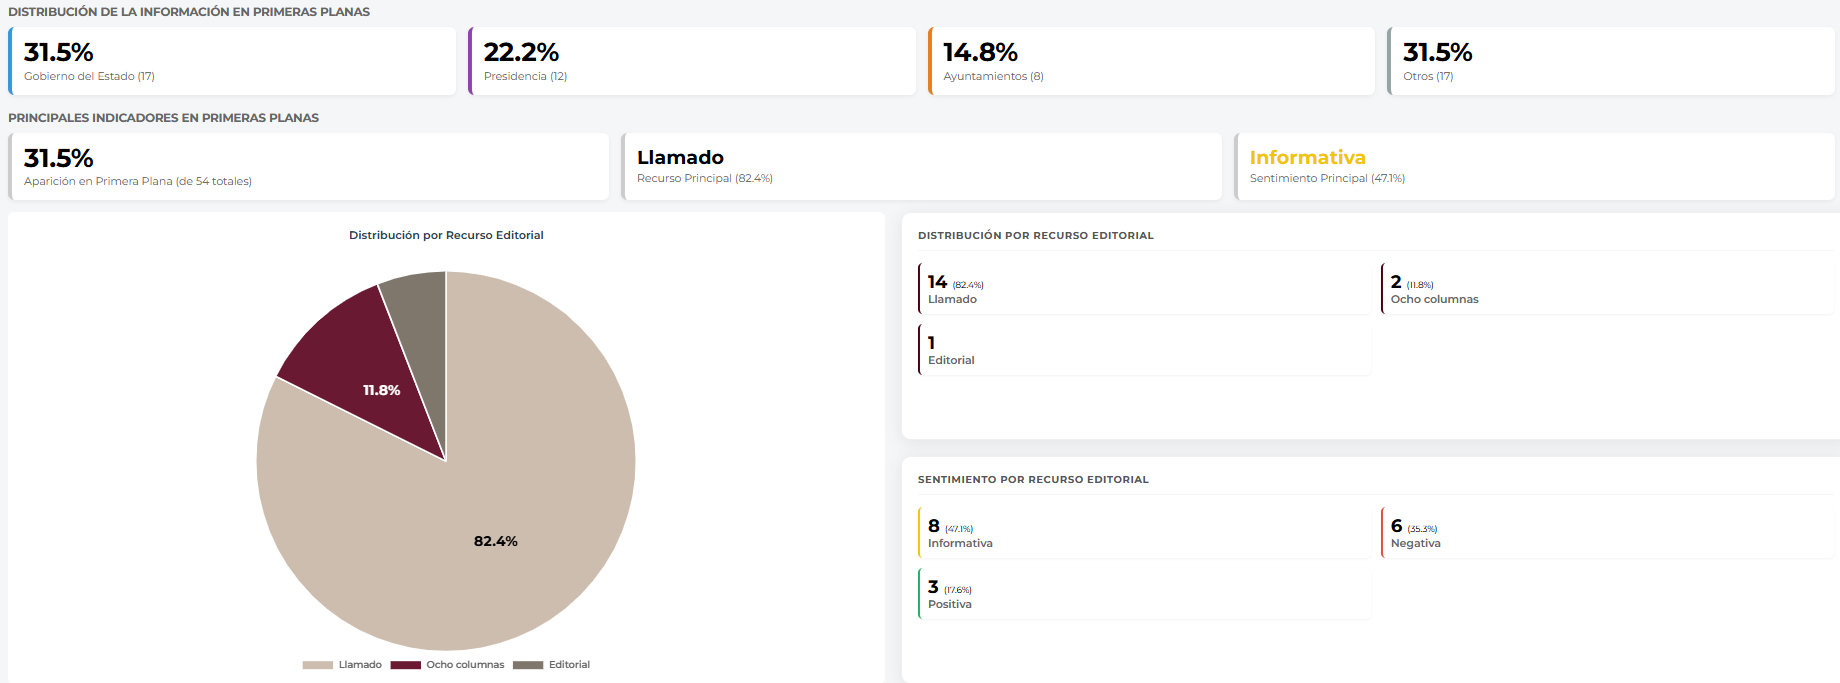 DISTRIBUCIÓN DE LA INFORMACIÓN EN PRIMERAS PLANAS
31.5%
Gobierno del Estado (17)
22.2%
Presidencia (12)
14.8%
Ayuntamientos (8)
31.5%
Otros (17)
PRINCIPALES INDICADORES EN PRIMERAS PLANAS
31.5%
Aparición en Primera Plana (de 54 totales)
Llamado
Recurso Principal (82.4%)
Informativa
Sentimiento Principal (47.1%)
Distribución por Recurso Editorial
11.8%
82.4%
Llamado
Ocho columnas
Editorial
DISTRIBUCIÓN POR RECURSO EDITORIAL
14 (82.4%)
Llamado
2 (11.8%)
Ocho columnas
1
Editorial
SENTIMIENTO POR RECURSO EDITORIAL
8 (47.1%)
Informativa
6 (35.3%)
Negativa
3 (17.6%)
Positiva